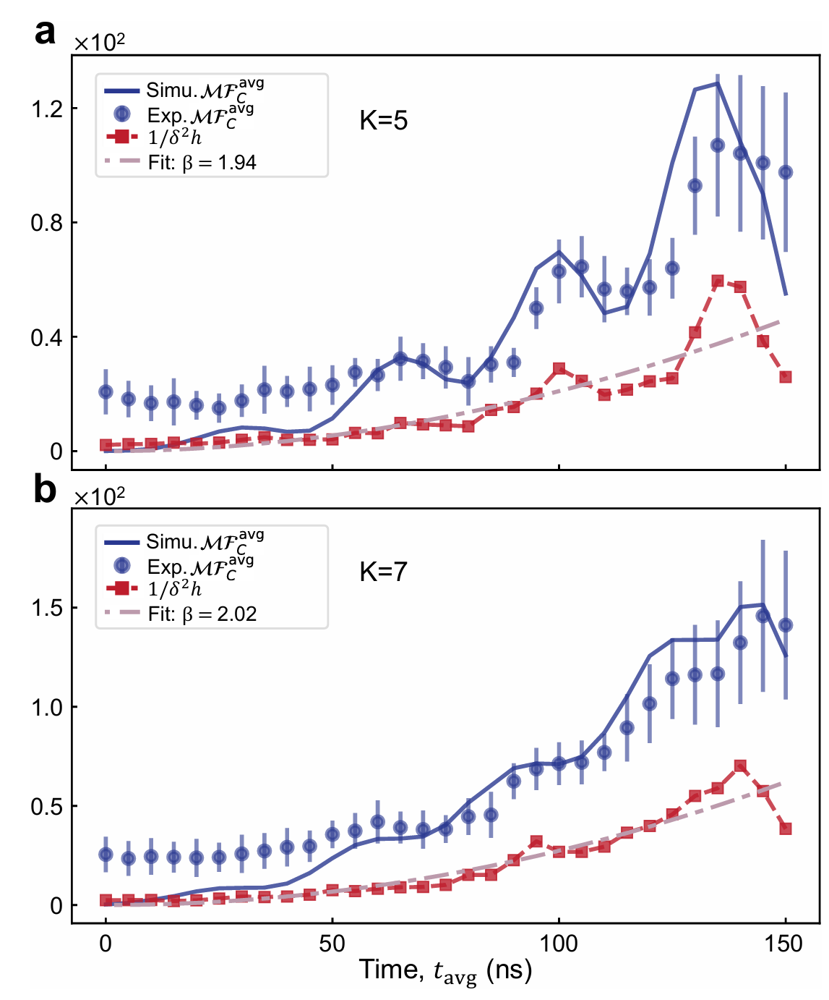 a
×10²
Simu. ℳℱ_C^avg
Exp. ℳℱ_C^avg
1/δ²h
Fit: β = 1.94
K=5
1.2
0.8
0.4
0
b
×10²
Simu. ℳℱ_C^avg
Exp. ℳℱ_C^avg
1/δ²h
Fit: β = 2.02
K=7
1.5
1.0
0.5
0
0 50 100 150
Time, t_avg (ns)